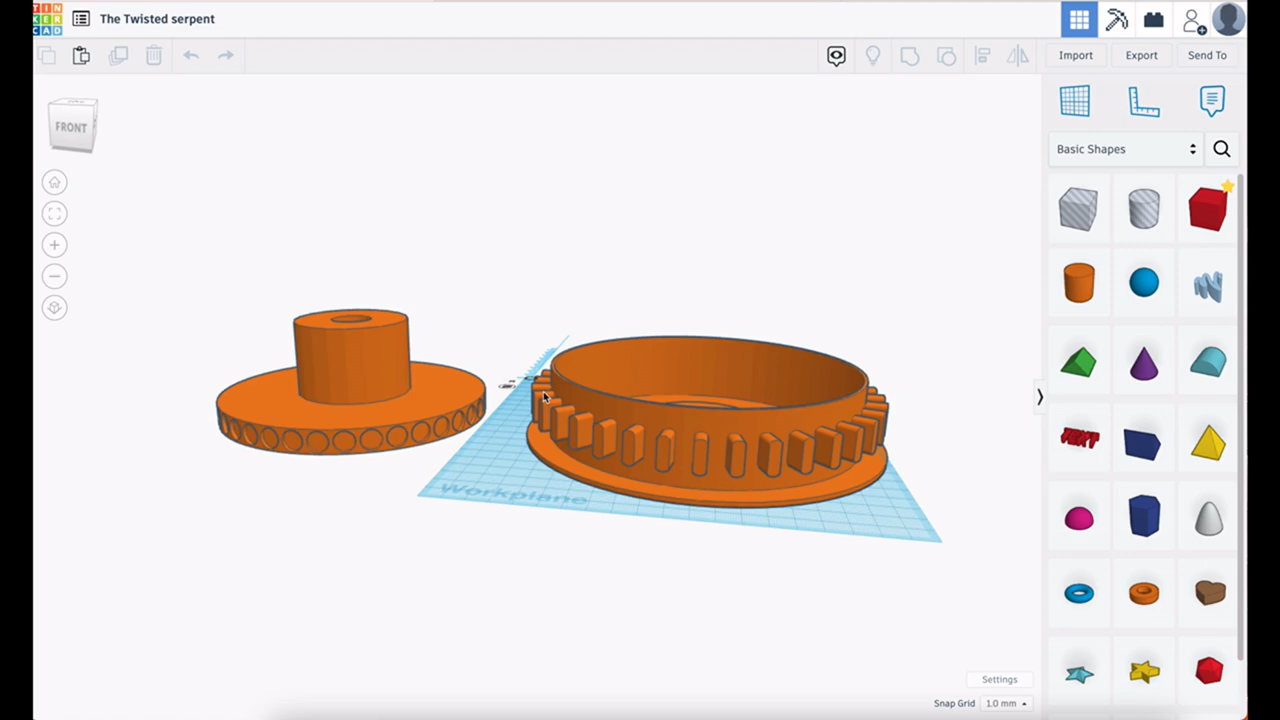 TIN
KER
CAD
The Twisted serpent
Import
Export
Send To
FRONT
Basic Shapes
TEXT
Workplane
Settings
Snap Grid 1.0 mm